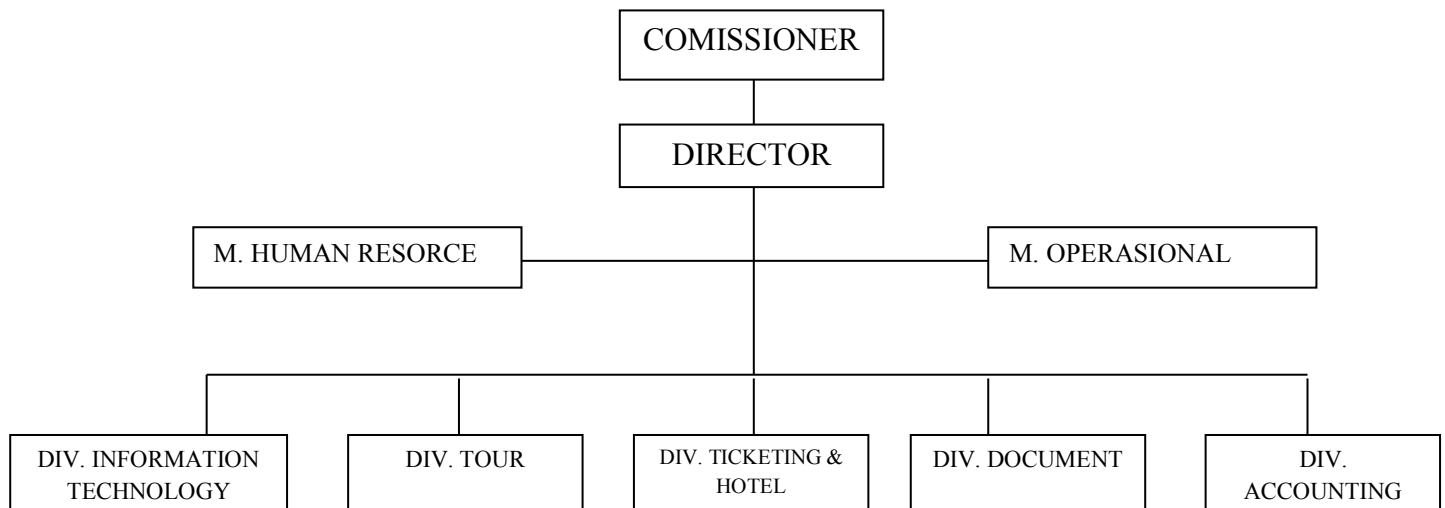 COMISSIONER
DIRECTOR
M. HUMAN RESORCE
M. OPERASIONAL
DIV. INFORMATION
TECHNOLOGY
DIV. TOUR
DIV. TICKETING &
HOTEL
DIV. DOCUMENT
DIV.
ACCOUNTING